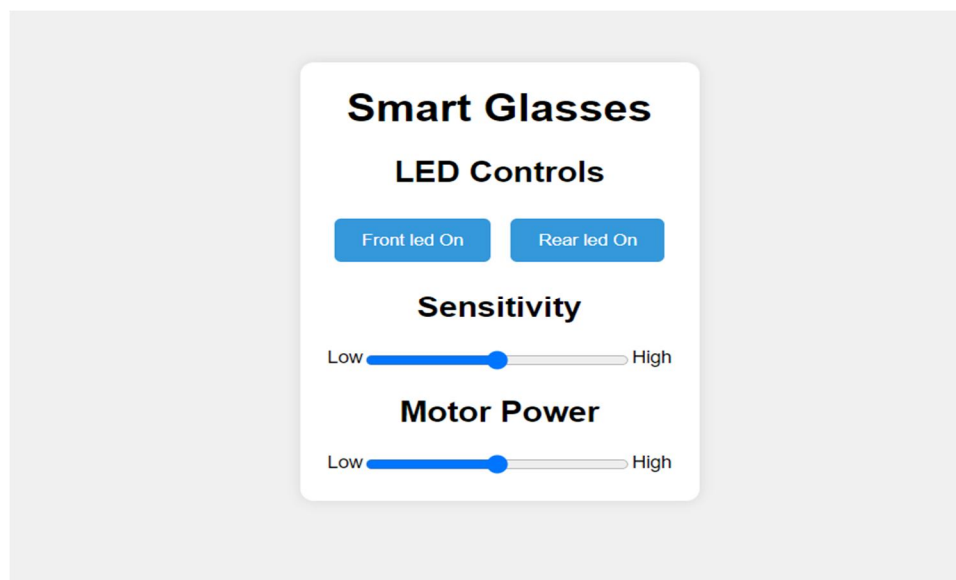 Smart Glasses
LED Controls
Front led On Rear led On
Sensitivity
Low High
Motor Power
Low High